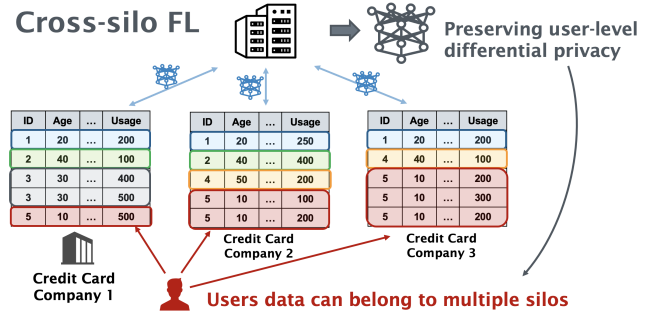 Cross-silo FL
Preserving user-level
differential privacy
ID Age ... Usage
1 20 ... 200
2 40 ... 100
3 30 ... 400
3 30 ... 500
5 10 ... 500
Credit Card
Company 1
ID Age ... Usage
1 20 ... 250
2 40 ... 400
4 50 ... 200
5 10 ... 100
5 10 ... 200
Credit Card
Company 2
ID Age ... Usage
1 20 ... 200
4 40 ... 100
5 10 ... 200
5 10 ... 300
5 10 ... 200
Credit Card
Company 3
Users data can belong to multiple silos